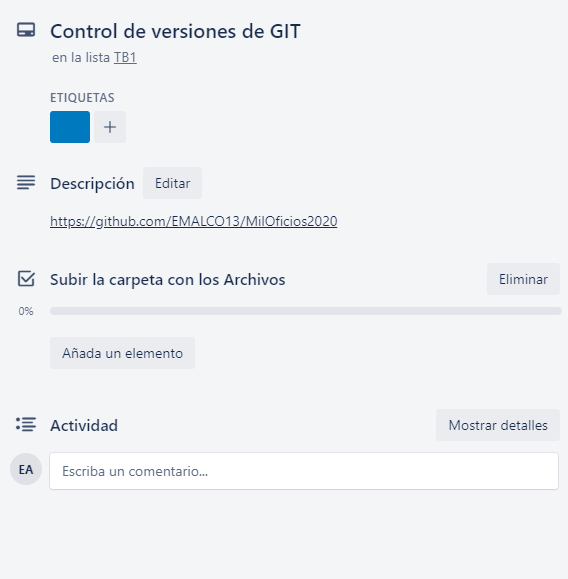 Control de versiones de GIT
en la lista TB1
ETIQUETAS
+
Descripción Editar
https://github.com/EMALCO13/MilOficios2020
Subir la carpeta con los Archivos Eliminar
0%
Añada un elemento
Actividad Mostrar detalles
EA Escriba un comentario...